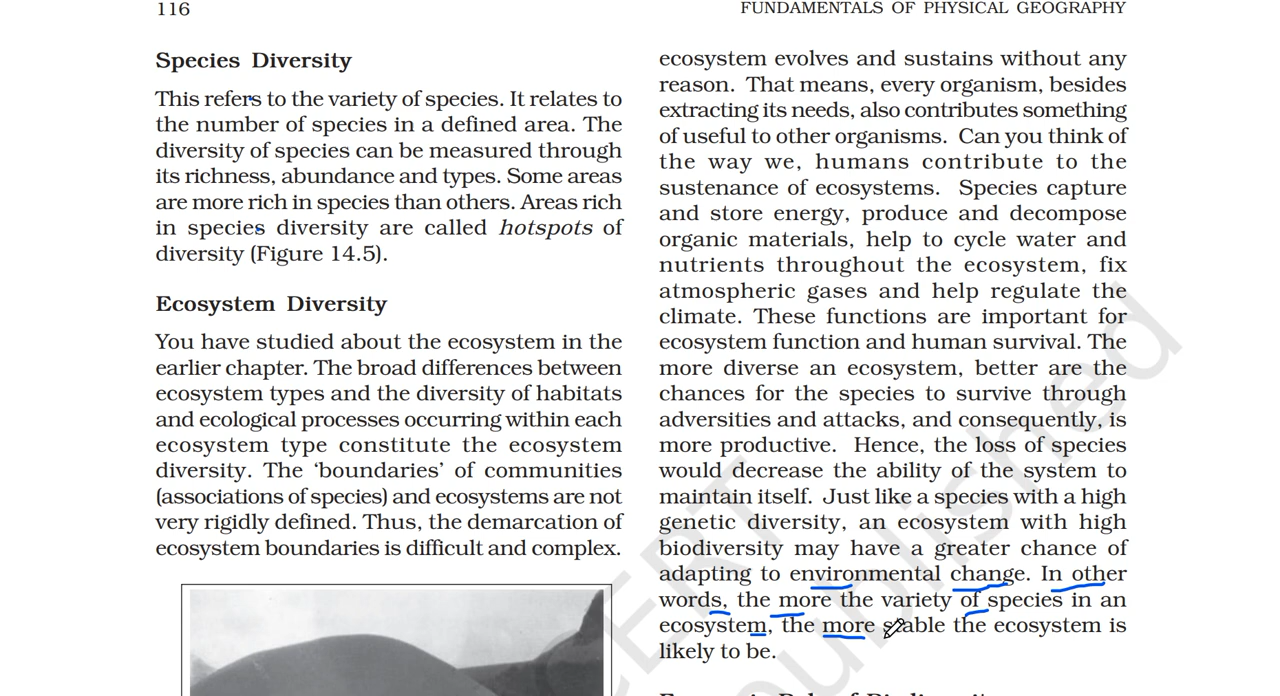 116
FUNDAMENTALS OF PHYSICAL GEOGRAPHY
Species Diversity
This refers to the variety of species. It relates to
the number of species in a defined area. The
diversity of species can be measured through
its richness, abundance and types. Some areas
are more rich in species than others. Areas rich
in species diversity are called hotspots of
diversity (Figure 14.5).
Ecosystem Diversity
You have studied about the ecosystem in the
earlier chapter. The broad differences between
ecosystem types and the diversity of habitats
and ecological processes occurring within each
ecosystem type constitute the ecosystem
diversity. The ‘boundaries’ of communities
(associations of species) and ecosystems are not
very rigidly defined. Thus, the demarcation of
ecosystem boundaries is difficult and complex.
ecosystem evolves and sustains without any
reason. That means, every organism, besides
extracting its needs, also contributes something
of useful to other organisms. Can you think of
the way we, humans contribute to the
sustenance of ecosystems. Species capture
and store energy, produce and decompose
organic materials, help to cycle water and
nutrients throughout the ecosystem, fix
atmospheric gases and help regulate the
climate. These functions are important for
ecosystem function and human survival. The
more diverse an ecosystem, better are the
chances for the species to survive through
adversities and attacks, and consequently, is
more productive. Hence, the loss of species
would decrease the ability of the system to
maintain itself. Just like a species with a high
genetic diversity, an ecosystem with high
biodiversity may have a greater chance of
adapting to environmental change. In other
words, the more the variety of species in an
ecosystem, the more stable the ecosystem is
likely to be.